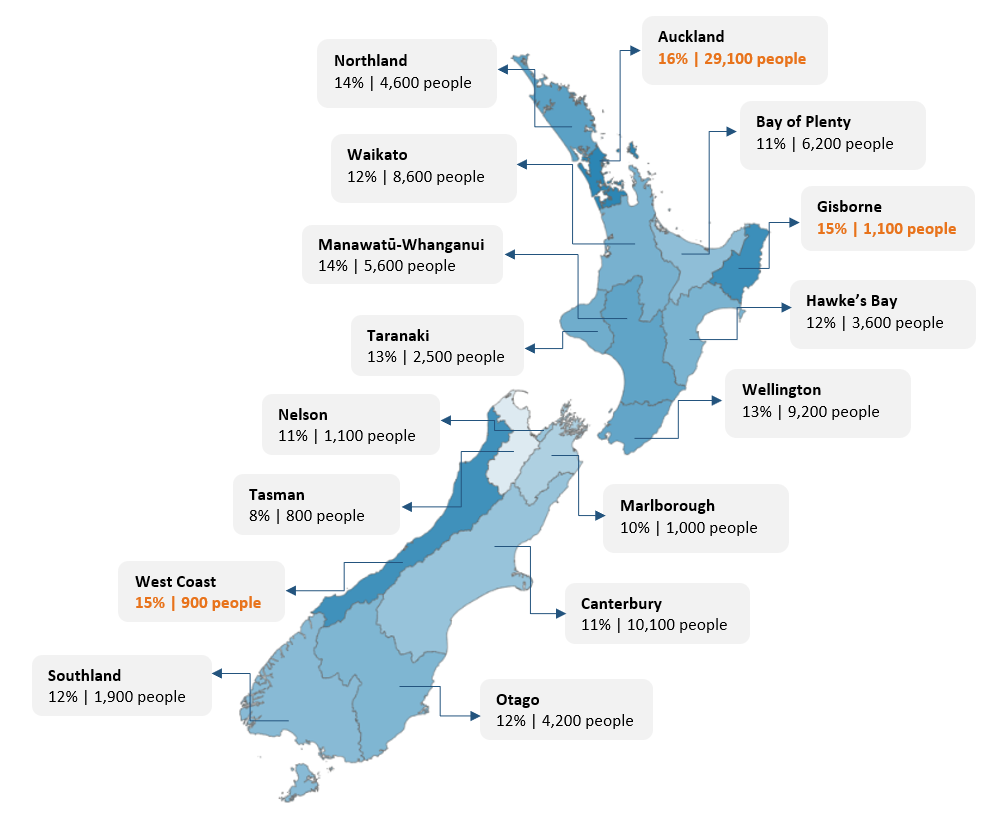 Auckland
16% | 29,100 people
Northland
14% | 4,600 people
Bay of Plenty
11% | 6,200 people
Waikato
12% | 8,600 people
Gisborne
15% | 1,100 people
Manawatū-Whanganui
14% | 5,600 people
Hawke’s Bay
12% | 3,600 people
Taranaki
13% | 2,500 people
Wellington
13% | 9,200 people
Nelson
11% | 1,100 people
Tasman
8% | 800 people
Marlborough
10% | 1,000 people
West Coast
15% | 900 people
Canterbury
11% | 10,100 people
Southland
12% | 1,900 people
Otago
12% | 4,200 people